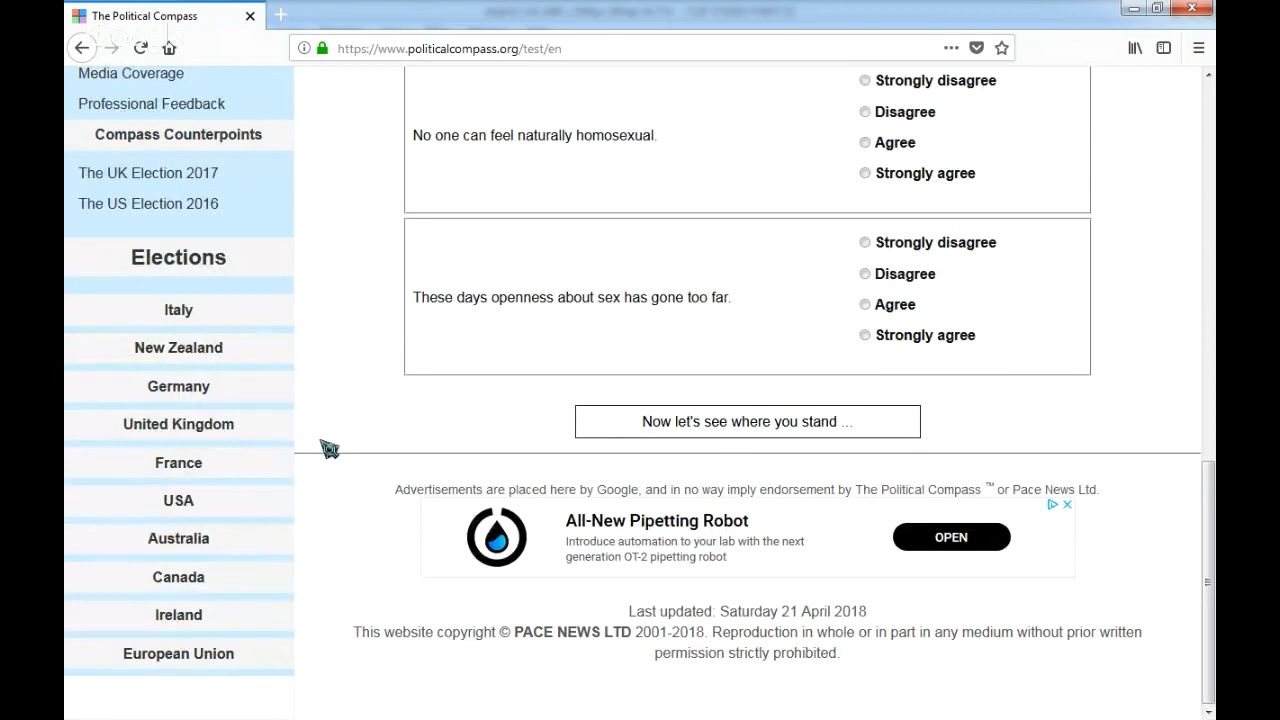 The Political Compass
https://www.politicalcompass.org/test/en
Media Coverage
Professional Feedback
Compass Counterpoints
The UK Election 2017
The US Election 2016
Elections
Italy
New Zealand
Germany
United Kingdom
France
USA
Australia
Canada
Ireland
European Union
No one can feel naturally homosexual.
Strongly disagree
Disagree
Agree
Strongly agree
These days openness about sex has gone too far.
Strongly disagree
Disagree
Agree
Strongly agree
Now let's see where you stand ...
Advertisements are placed here by Google, and in no way imply endorsement by The Political Compass ™ or Pace News Ltd.
All-New Pipetting Robot
Introduce automation to your lab with the next
generation OT-2 pipetting robot
OPEN
Last updated: Saturday 21 April 2018
This website copyright © PACE NEWS LTD 2001-2018. Reproduction in whole or in part in any medium without prior written
permission strictly prohibited.